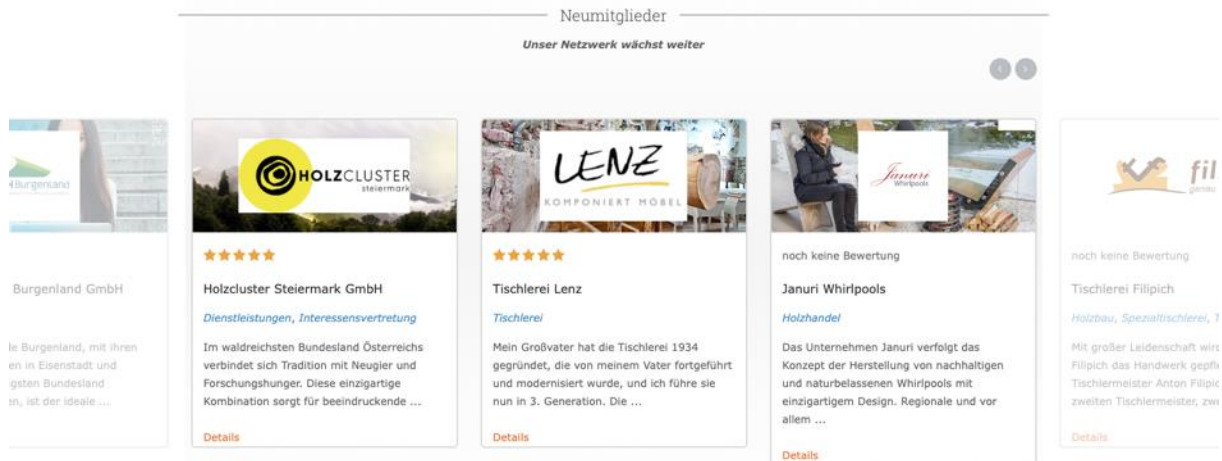 Neumitglieder
Unser Netzwerk wächst weiter
Burgenland
Burgenland GmbH
Burgenland, mit ihren
en in Eisenstadt und
igsten Bundesland
en, ist der ideale ...
HOLZCLUSTER
steiermark
Holzcluster Steiermark GmbH
Dienstleistungen, Interessensvertretung
Im waldreichsten Bundesland Österreichs
verbindet sich Tradition mit Neugier und
Forschungshunger. Diese einzigartige
Kombination sorgt für beeindruckende ...
Details
LENZ
KOMPONIERT MÖBEL
Tischlerei Lenz
Tischlerei
Mein Großvater hat die Tischlerei 1934
gegründet, die von meinem Vater fortgeführt
und modernisiert wurde, und ich führe sie
nun in 3. Generation. Die ...
Details
Januri
Whirlpools
noch keine Bewertung
Januri Whirlpools
Holzhandel
Das Unternehmen Januri verfolgt das
Konzept der Herstellung von nachhaltigen
und naturbelassenen Whirlpools mit
einzigartigem Design. Regionale und vor
allem ...
Details
fil
genau
noch keine Bewertung
Tischlerei Filipich
Holzbau, Spezialtischlerei, T
Mit großer Leidenschaft wird
Filipich das Handwerk gepfle
Tischlermeister Anton Filipic
zweiten Tischlermeister, zwe
Details